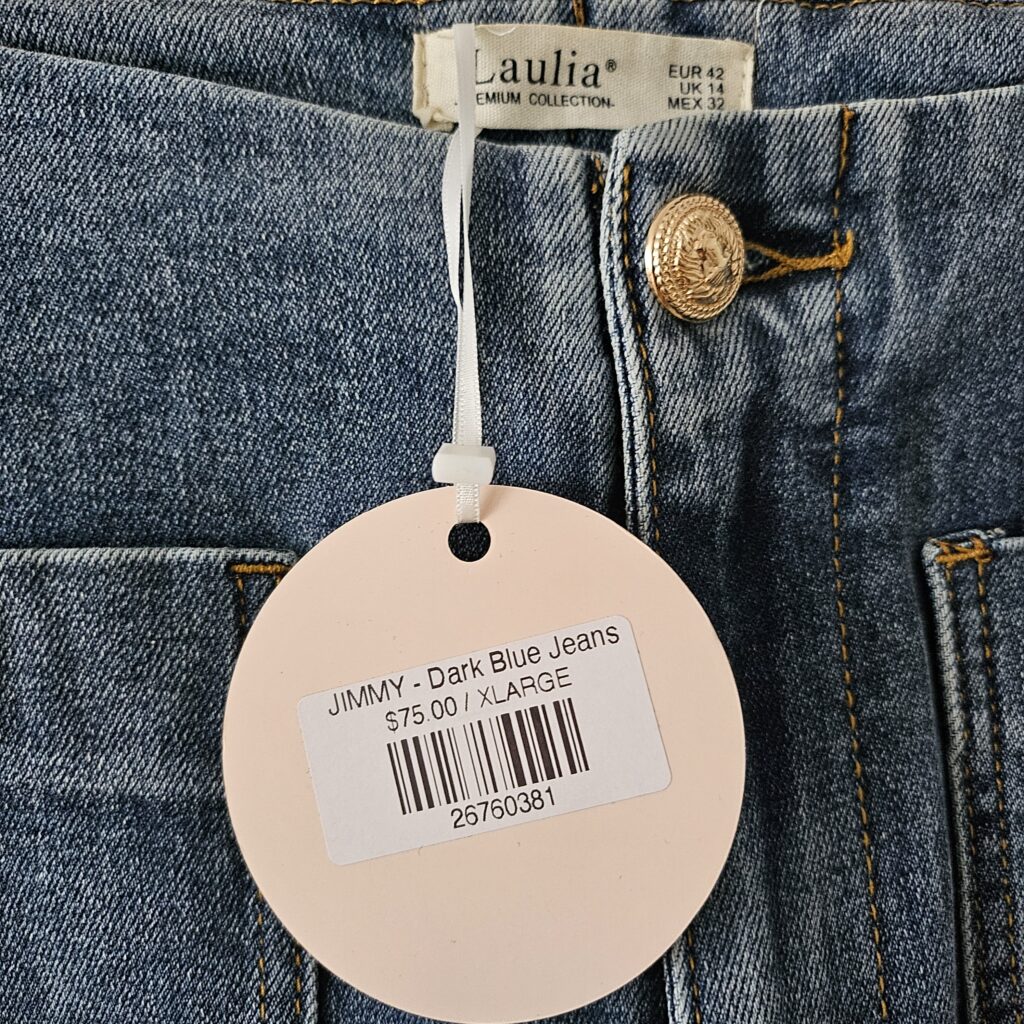 Laulia®
EMIUM COLLECTION
EUR 42
UK 14
MEX 32
JIMMY - Dark Blue Jeans
$75.00 / XLARGE
26760381